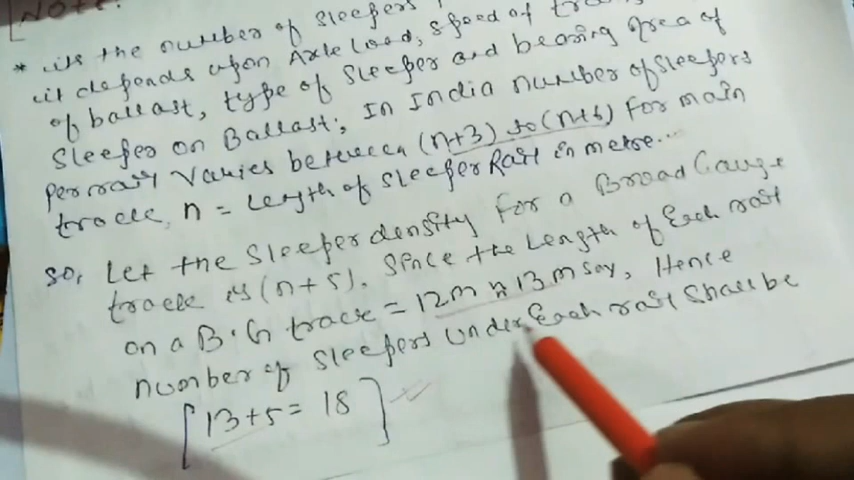 Note:
* is the number of sleepers
it depends upon Axle load, speed of
of ballast, type of sleeper and bearing area of
Sleeper on Ballast; In India number of sleepers
per rail varies between (n+3) to (n+6) for main
track, n = Length of sleeper Rail in metre...
so, Let the sleeper density for a Broad Gauge
track is (n+5). Since the Length of Each rail
on a B.G track = 12m ≈ 13m say, Hence
number of sleepers under Each rail shall be
[13+5= 18]